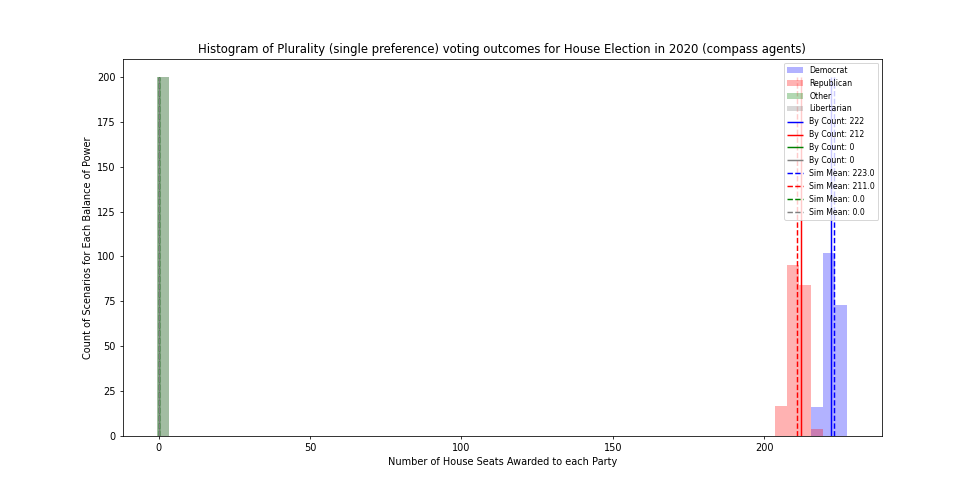 Histogram of Plurality (single preference) voting outcomes for House Election in 2020 (compass agents)
Count of Scenarios for Each Balance of Power
200
175
150
125
100
75
50
25
0
Democrat
Republican
Other
Libertarian
By Count: 222
By Count: 212
By Count: 0
By Count: 0
Sim Mean: 223.0
Sim Mean: 211.0
Sim Mean: 0.0
Sim Mean: 0.0
0 50 100 150 200
Number of House Seats Awarded to each Party